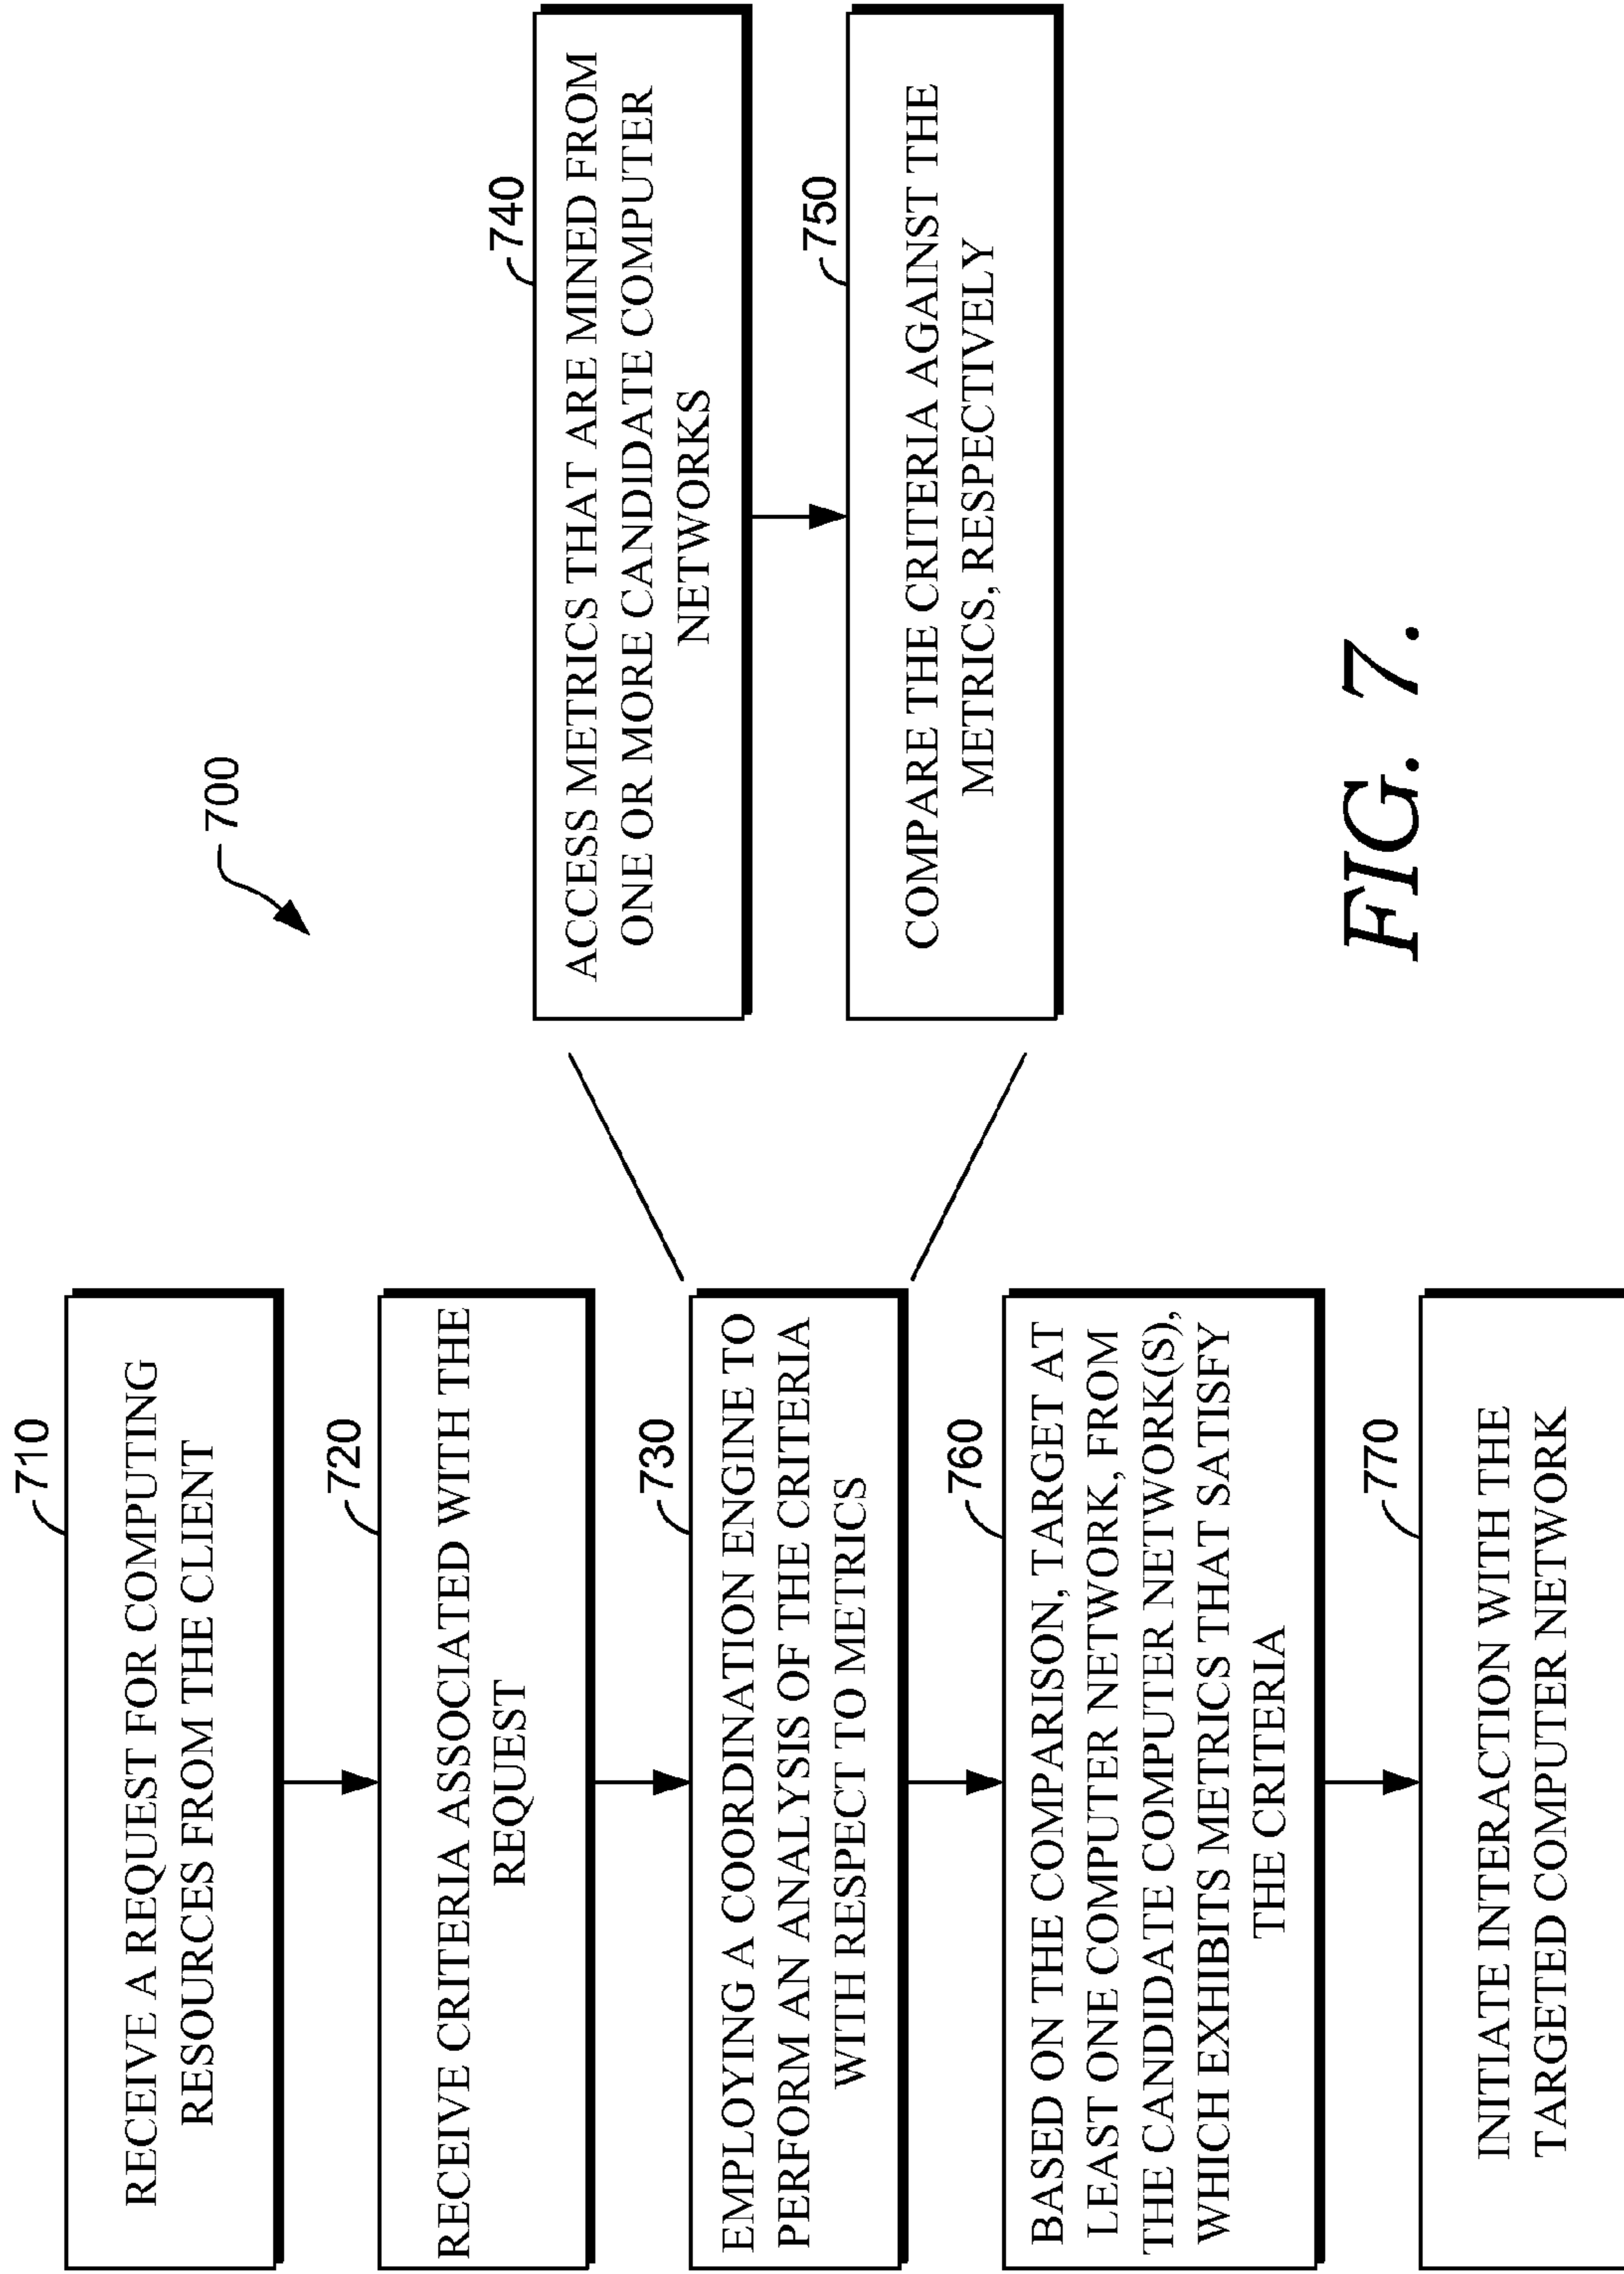 700
710
RECEIVE A REQUEST FOR COMPUTING
RESOURCES FROM THE CLIENT
720
RECEIVE CRITERIA ASSOCIATED WITH THE
REQUEST
730
EMPLOYING A COORDINATION ENGINE TO
PERFORM AN ANALYSIS OF THE CRITERIA
WITH RESPECT TO METRICS
740
ACCESS METRICS THAT ARE MINED FROM
ONE OR MORE CANDIDATE COMPUTER
NETWORKS
750
COMPARE THE CRITERIA AGAINST THE
METRICS, RESPECTIVELY
760
BASED ON THE COMPARISON, TARGET AT
LEAST ONE COMPUTER NETWORK, FROM
THE CANDIDATE COMPUTER NETWORK(S),
WHICH EXHIBITS METRICS THAT SATISFY
THE CRITERIA
770
INITIATE INTERACTION WITH THE
TARGETED COMPUTER NETWORK
FIG. 7.